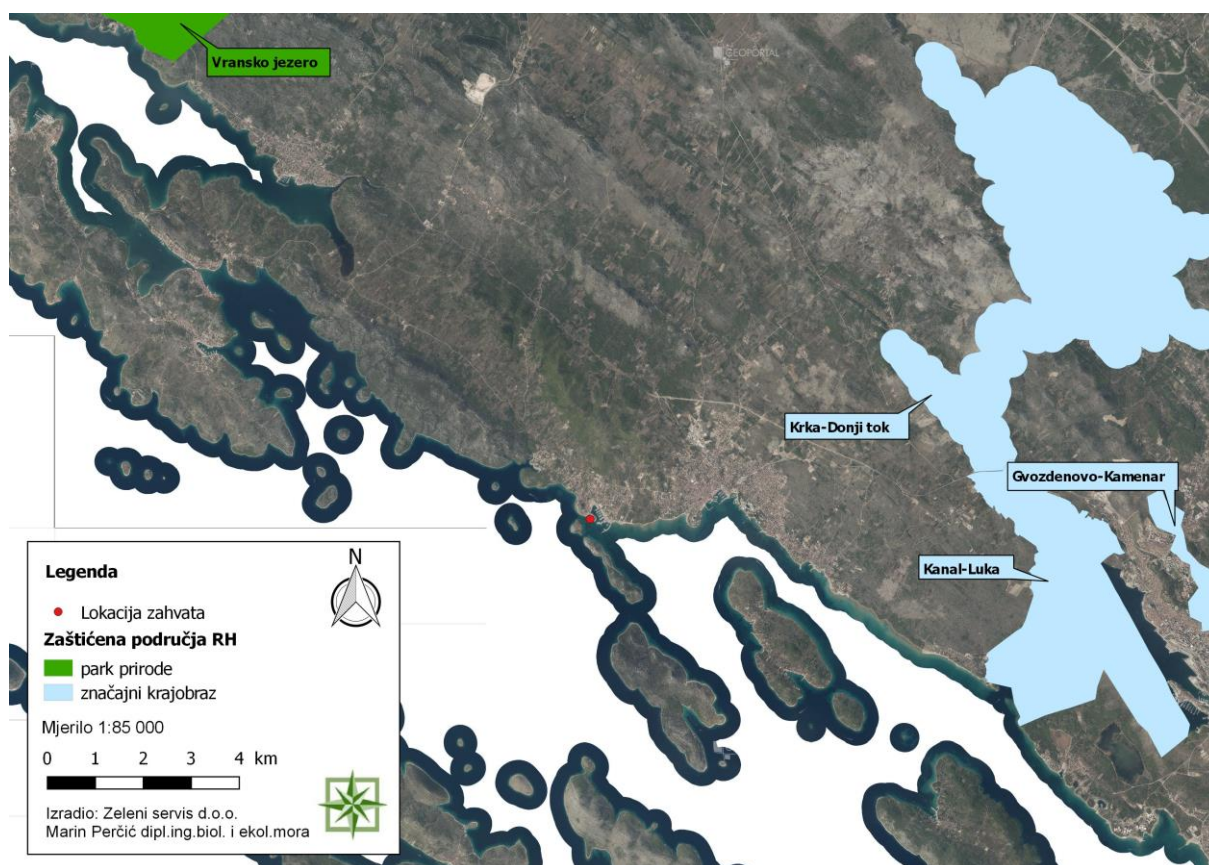 Vransko jezero
GEOPORTAL
Krka-Donji tok
Gvozdenovo-Kamenar
Kanal-Luka
Legenda
N
Lokacija zahvata
Zaštićena područja RH
park prirode
značajni krajobraz
Mjerilo 1:85 000
0 1 2 3 4 km
Izradio: Zeleni servis d.o.o.
Marin Perčić dipl.ing.biol. i ekol.mora